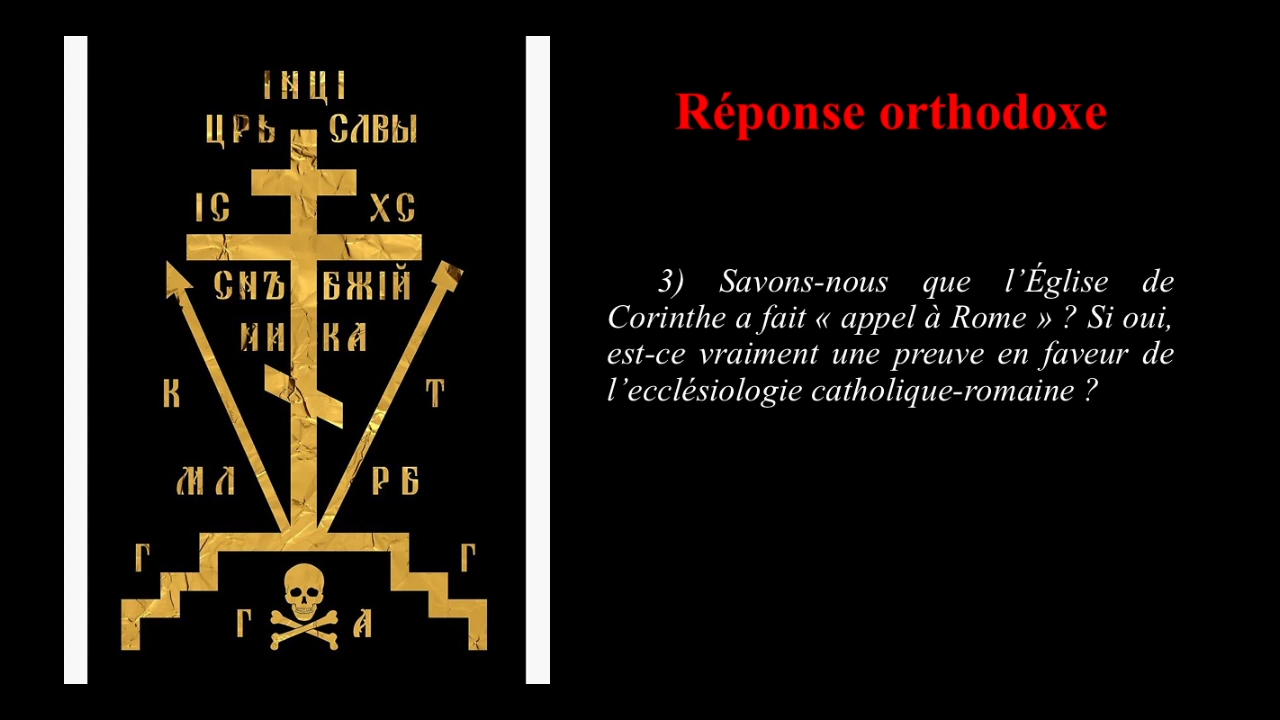 ІНЦІ
ЦРЬ СЛВЫ
ІС ХС
СНЪ БЖІЙ
НИ КА
К Т
МЛ РБ
Г Г
Г А
Réponse orthodoxe
3) Savons-nous que l’Église de
Corinthe a fait « appel à Rome » ? Si oui,
est-ce vraiment une preuve en faveur de
l’ecclésiologie catholique-romaine ?